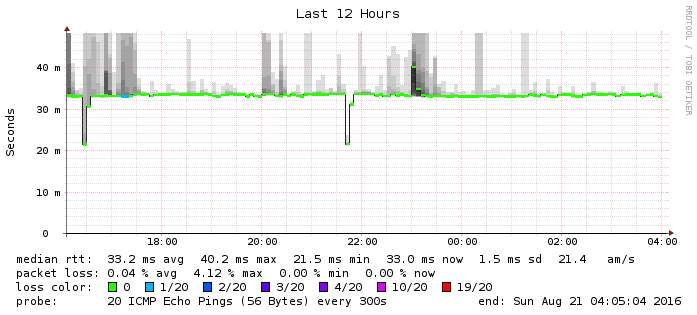 Last 12 Hours
RRDTOOL / TOBI OETIKER
Seconds
40 m
30 m
20 m
10 m
0
18:00 20:00 22:00 00:00 02:00 04:00
median rtt: 33.2 ms avg 40.2 ms max 21.5 ms min 33.0 ms now 1.5 ms sd 21.4 am/s
packet loss: 0.04 % avg 4.12 % max 0.00 % min 0.00 % now
loss color: 0 1/20 2/20 3/20 4/20 10/20 19/20
probe: 20 ICMP Echo Pings (56 Bytes) every 300s end: Sun Aug 21 04:05:04 2016